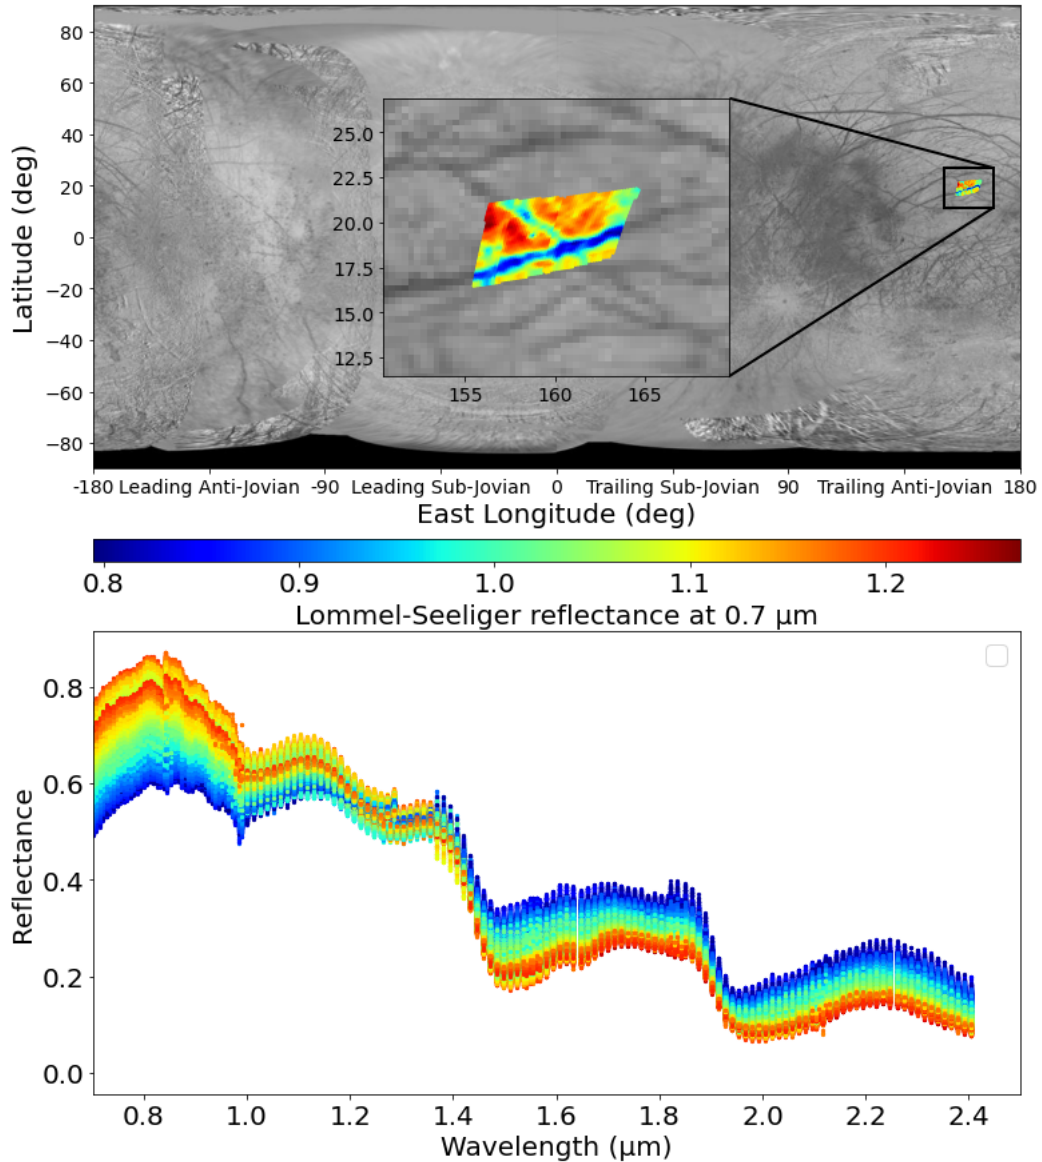 80
60
40
20
0
−20
−40
−60
−80
Latitude (deg)
25.0
22.5
20.0
17.5
15.0
12.5
155 160 165
-180 Leading Anti-Jovian -90 Leading Sub-Jovian 0 Trailing Sub-Jovian 90 Trailing Anti-Jovian 180
East Longitude (deg)
0.8 0.9 1.0 1.1 1.2
Lommel-Seeliger reflectance at 0.7 μm
0.8
0.6
0.4
0.2
0.0
Reflectance
0.8 1.0 1.2 1.4 1.6 1.8 2.0 2.2 2.4
Wavelength (μm)